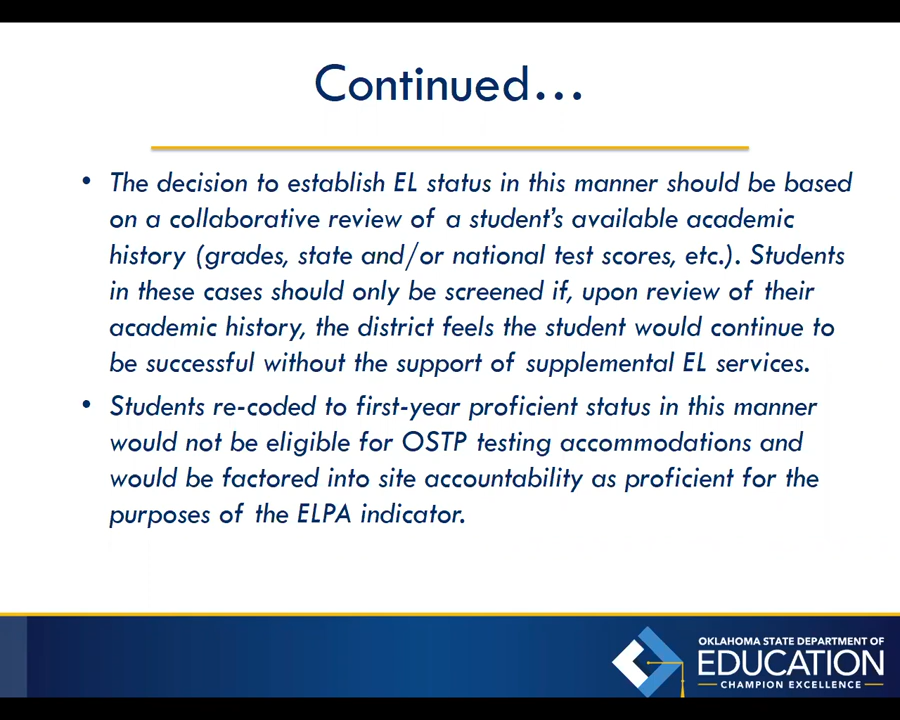 Continued...
• The decision to establish EL status in this manner should be based
on a collaborative review of a student's available academic
history (grades, state and/or national test scores, etc.). Students
in these cases should only be screened if, upon review of their
academic history, the district feels the student would continue to
be successful without the support of supplemental EL services.
• Students re-coded to first-year proficient status in this manner
would not be eligible for OSTP testing accommodations and
would be factored into site accountability as proficient for the
purposes of the ELPA indicator.
OKLAHOMA STATE DEPARTMENT OF
EDUCATION
CHAMPION EXCELLENCE